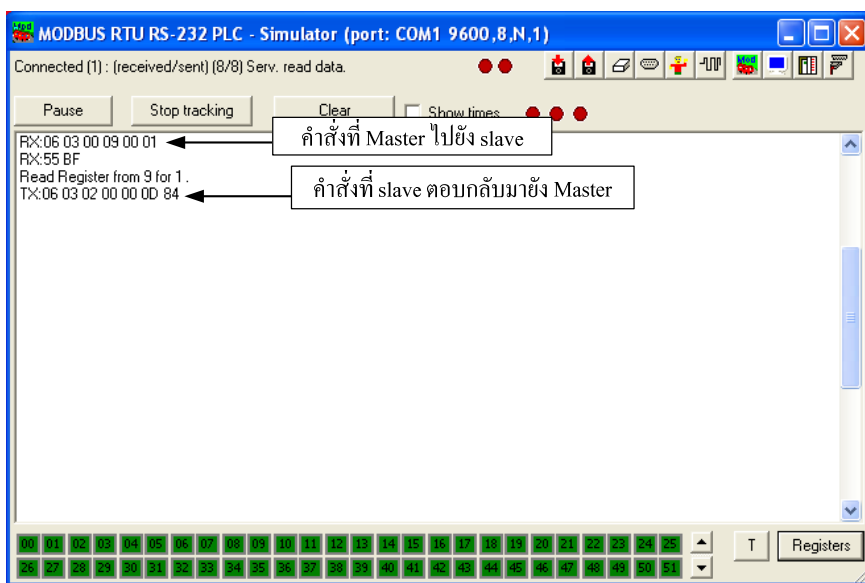 MODBUS RTU RS-232 PLC - Simulator (port: COM1 9600,8,N,1)
Connected (1) : (received/sent) (8/8) Serv. read data.
Pause Stop tracking Clear Show times
RX:06 03 00 09 00 01
คำสั่งที่ Master ไปยัง slave
RX:55 BF
Read Register from 9 for 1 .
TX:06 03 02 00 00 0D 84
คำสั่งที่ slave ตอบกลับมายัง Master
00 01 02 03 04 05 06 07 08 09 10 11 12 13 14 15 16 17 18 19 20 21 22 23 24 25
T Registers
26 27 28 29 30 31 32 33 34 35 36 37 38 39 40 41 42 43 44 45 46 47 48 49 50 51